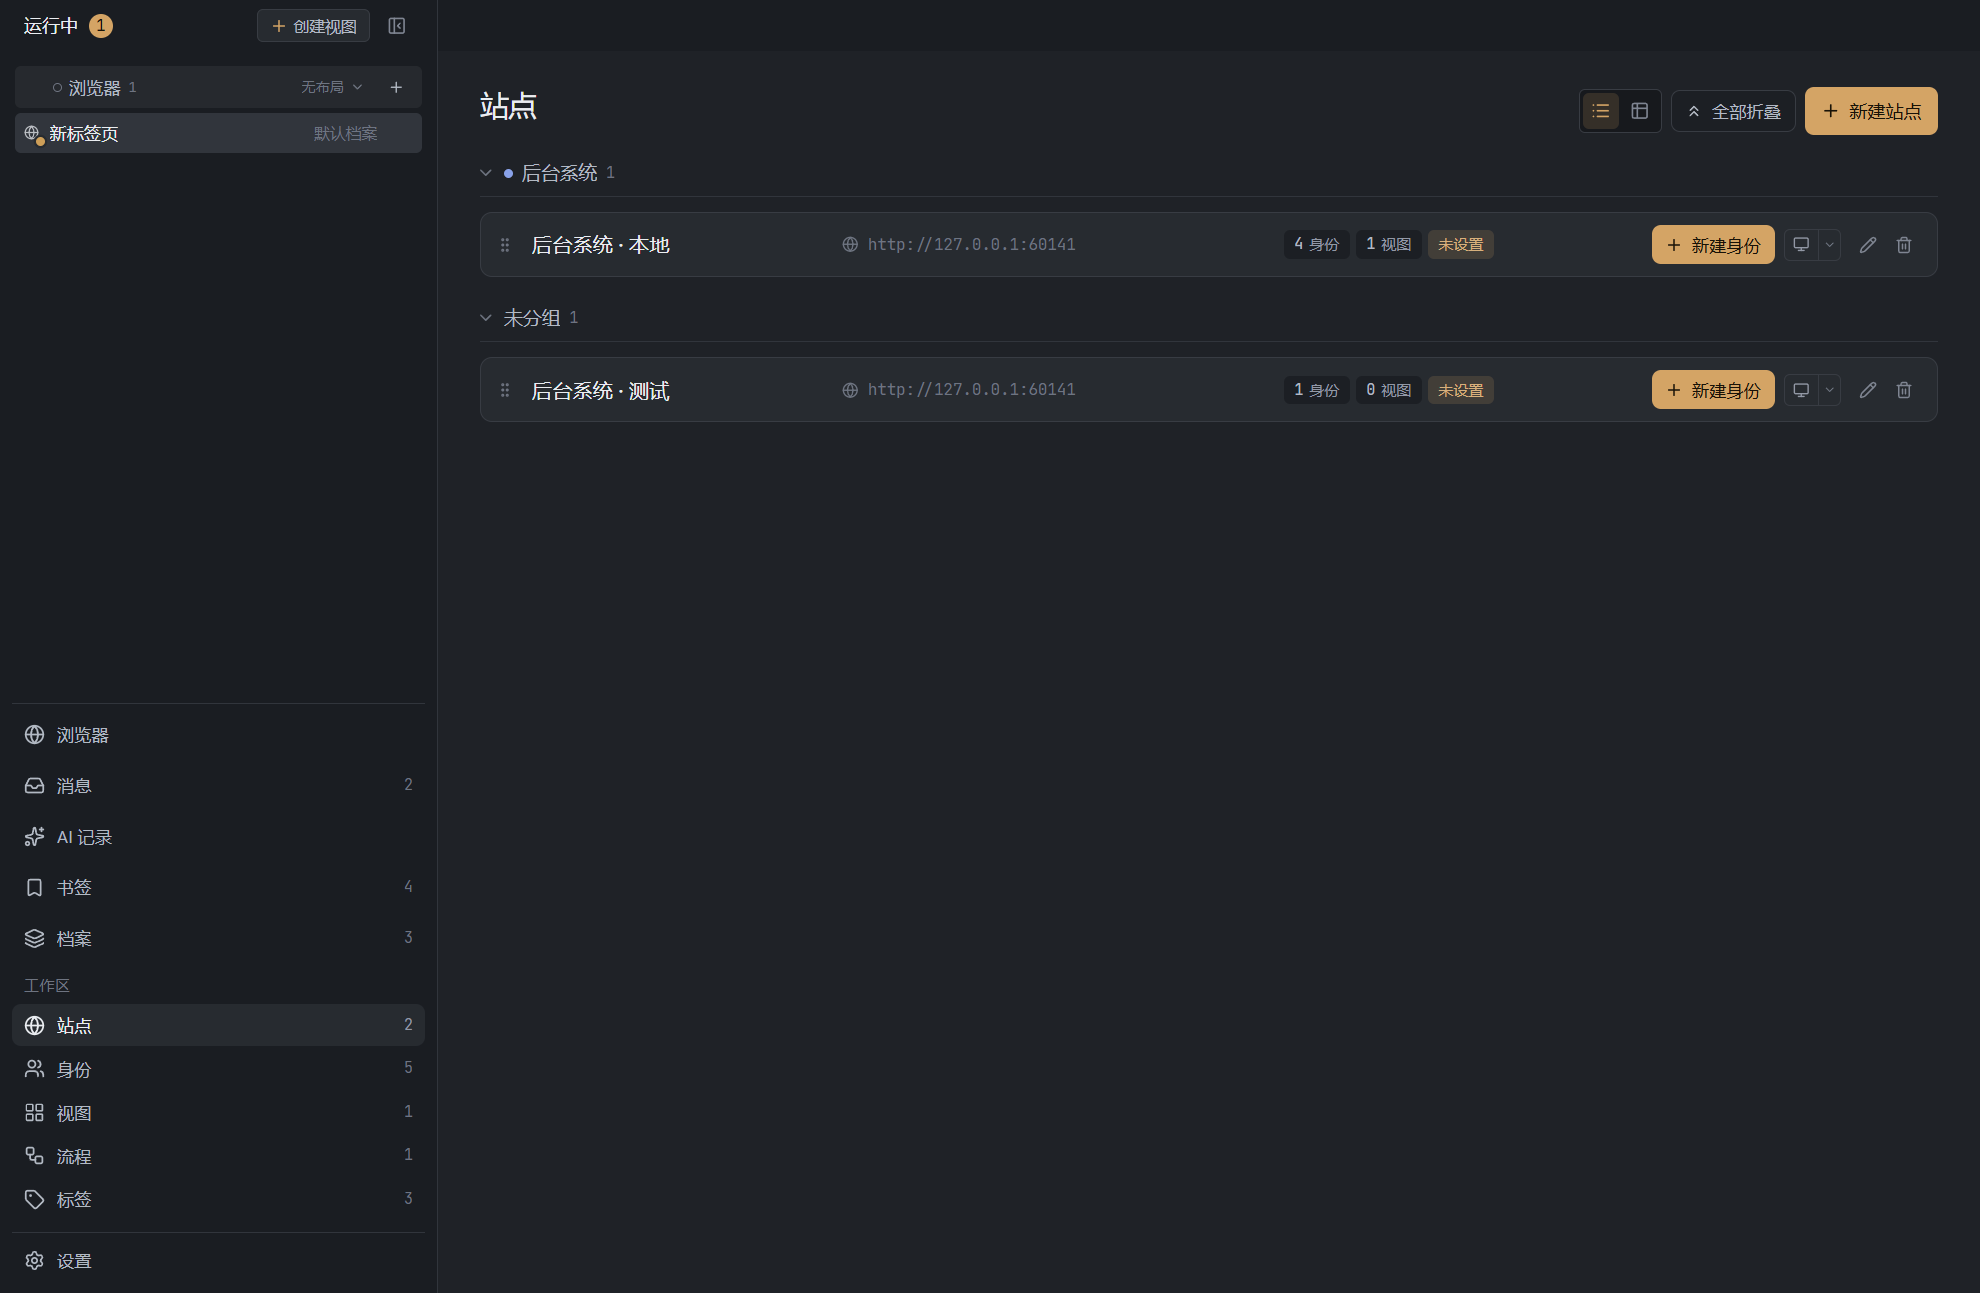 运行中 1 创建视图
浏览器 1 无布局
新标签页 默认档案
浏览器
消息 2
AI 记录
书签 4
档案 3
工作区
站点 2
身份 5
视图 1
流程 1
标签 3
设置
站点
全部折叠 新建站点
后台系统 1
后台系统 · 本地 http://127.0.0.1:60141 4 身份 1 视图 未设置 新建身份
未分组 1
后台系统 · 测试 http://127.0.0.1:60141 1 身份 0 视图 未设置 新建身份